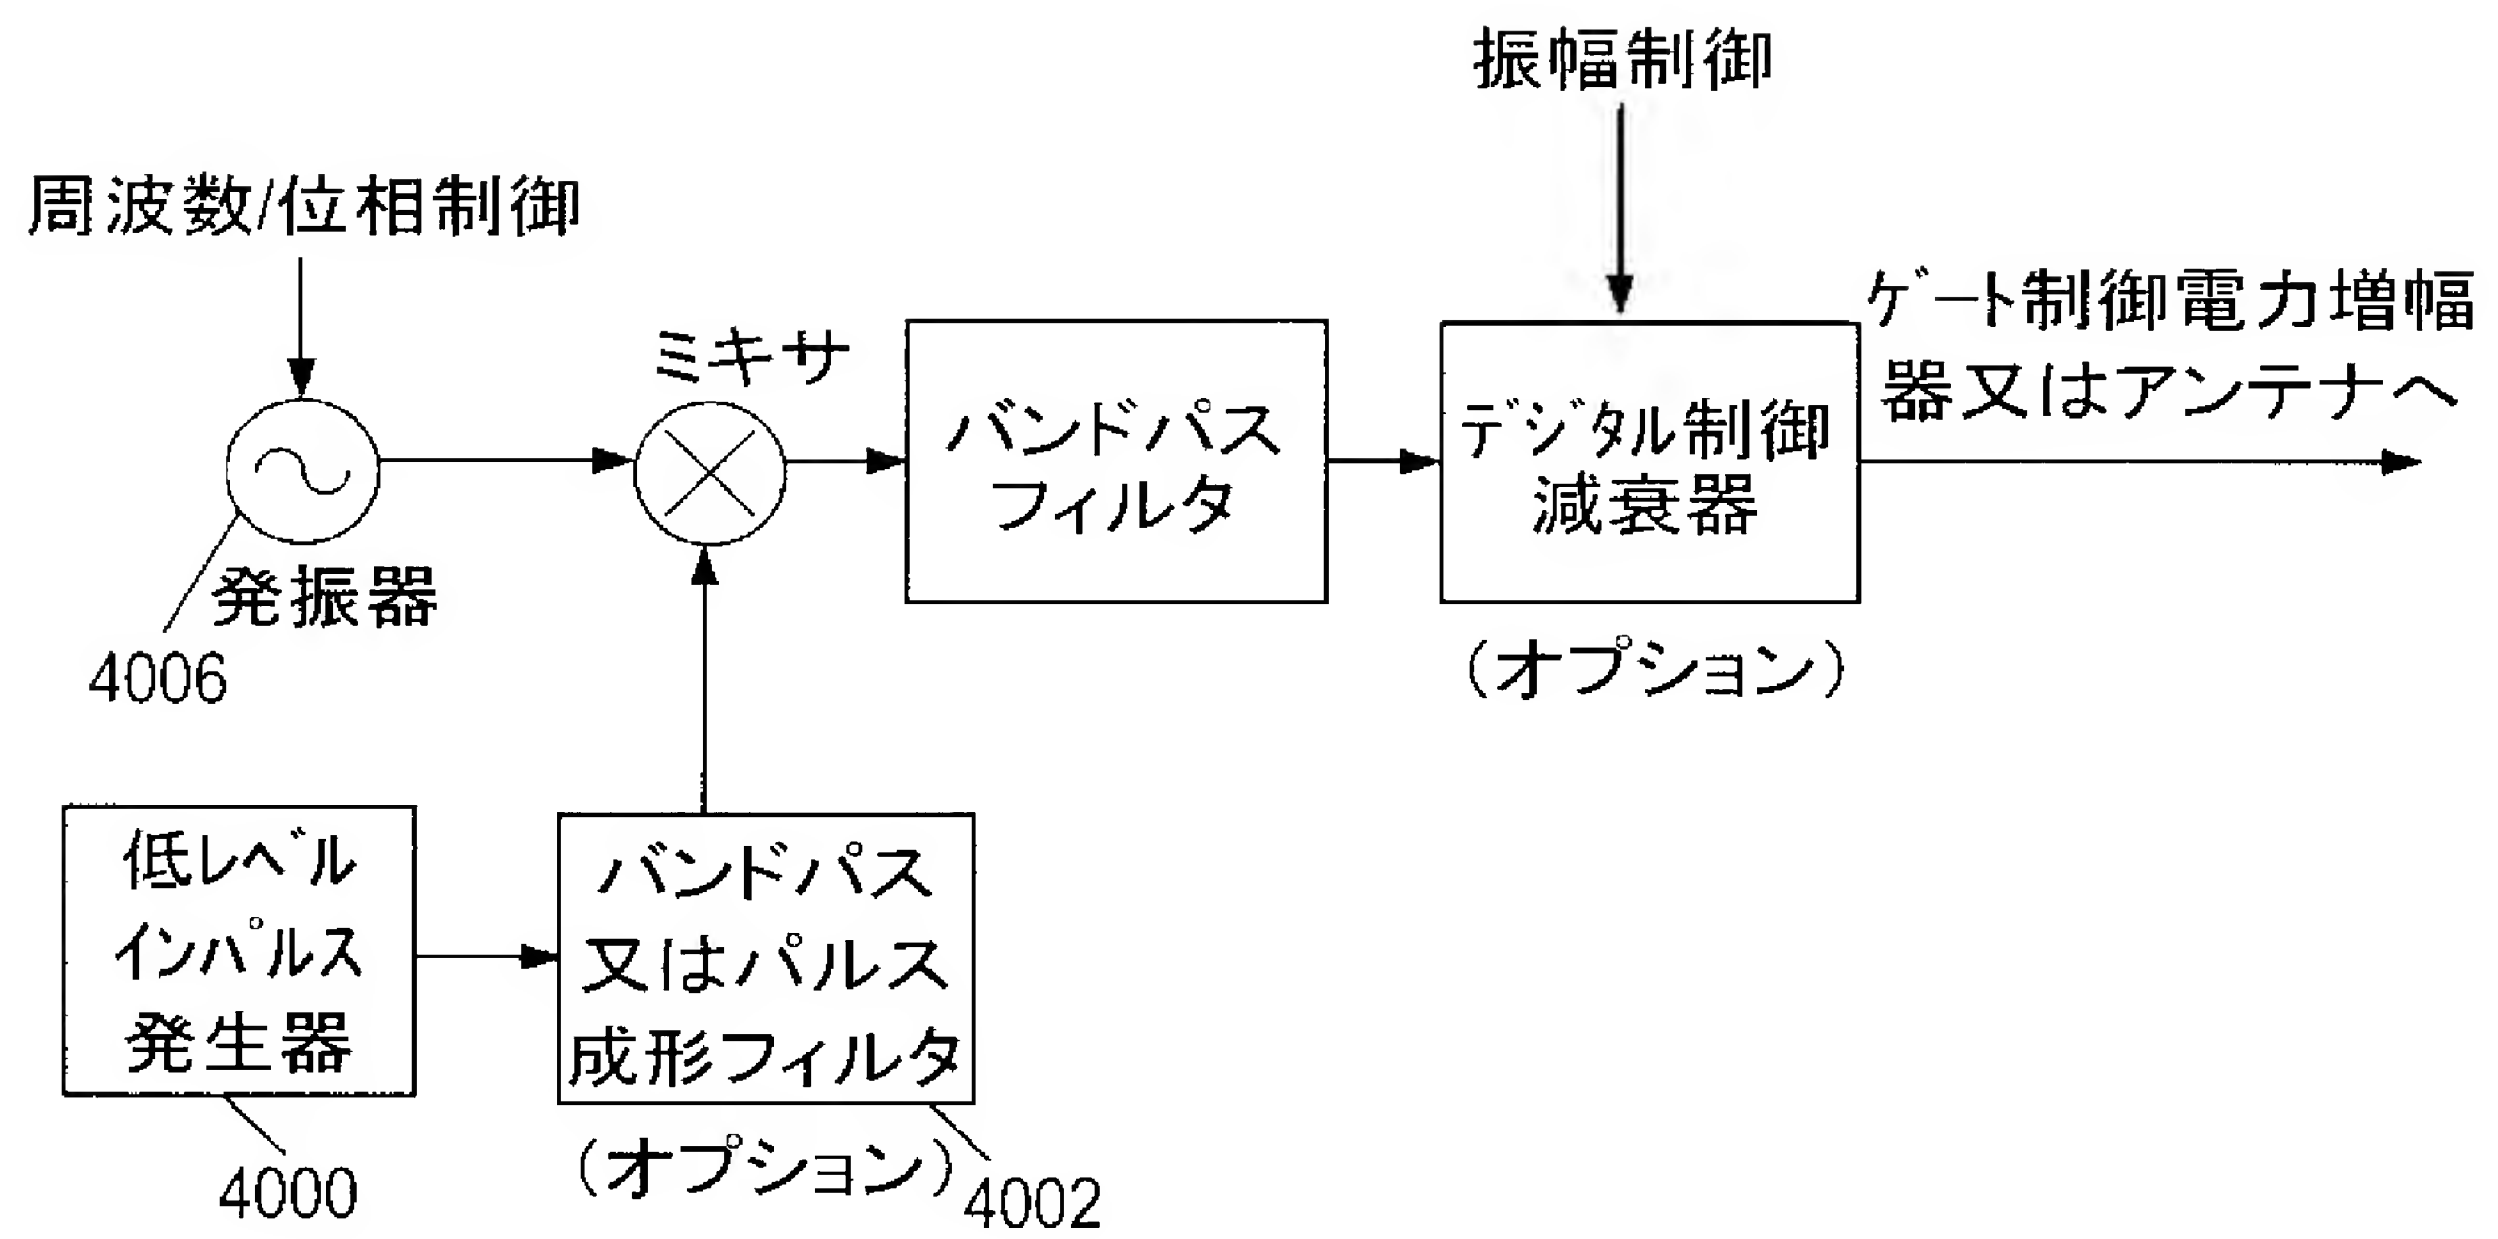 振幅制御
周波数/位相制御
ゲート制御電力増幅
器又はアンテナへ
ミキサ
バンドパス
フィルタ
デジタル制御
減衰器
発振器
4006
(オプション)
低レベル
インパルス
発生器
バンドパス
又はパルス
成形フィルタ
(オプション)
4000
4002